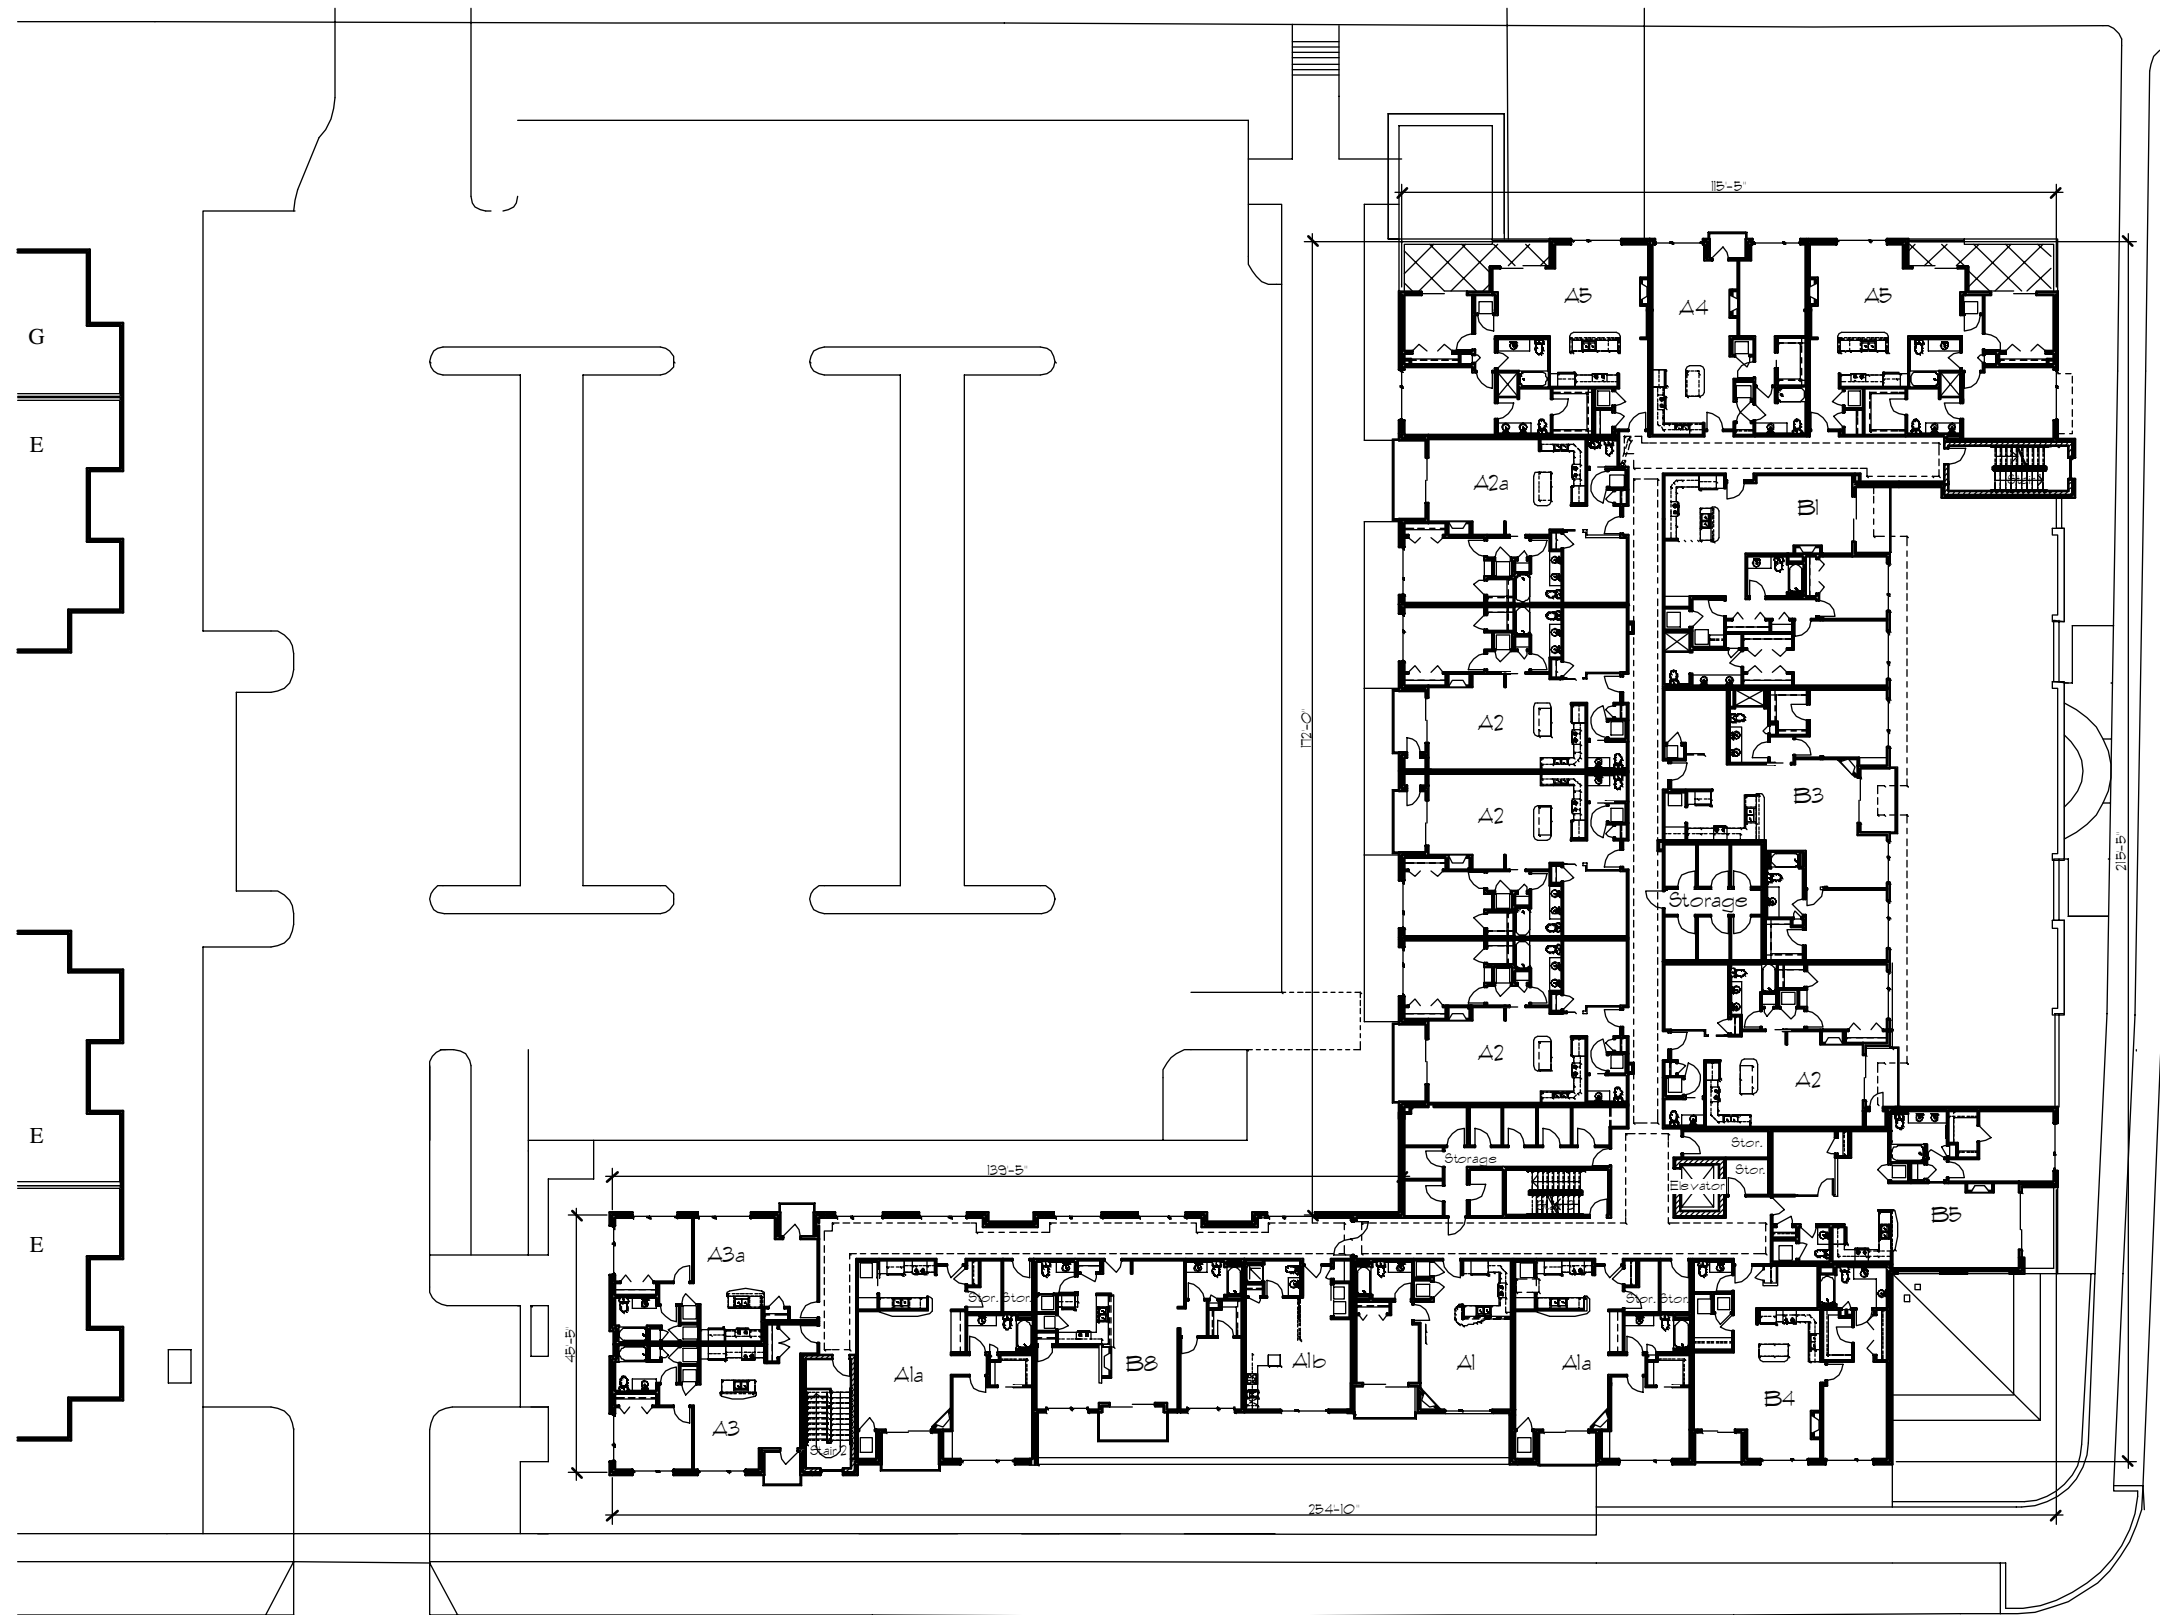 115'-5"
A5
A4
A5
G
E
A2a
B1
172'-0"
A2
B3
A2
215'-5"
Storage
A2
A2
E
Stor.
Storage
139'-5"
Stor.
Elevator
B5
E
A3a
Stor. Stor.
Stor. Stor.
45'-5"
A1a
B8
A1b
A1
A1a
B4
A3
Stair 2
254'-10"